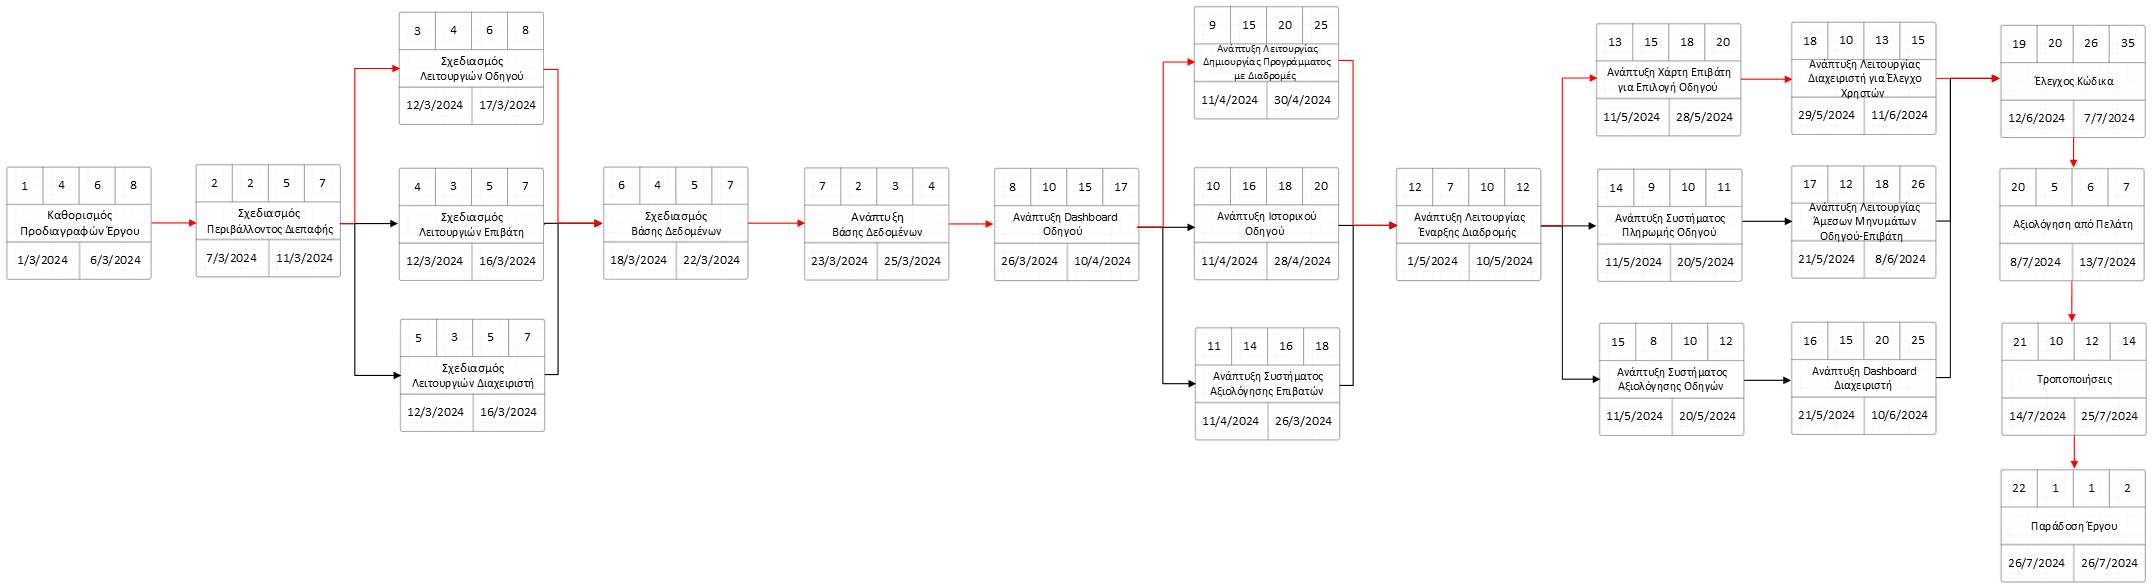 1 4 6 8
Καθορισμός
Προδιαγραφών Έργου
1/3/2024 6/3/2024
2 2 5 7
Σχεδιασμός
Περιβάλλοντος Διεπαφής
7/3/2024 11/3/2024
3 4 6 8
Σχεδιασμός
Λειτουργιών Οδηγού
12/3/2024 17/3/2024
4 3 5 7
Σχεδιασμός
Λειτουργιών Επιβάτη
12/3/2024 16/3/2024
5 3 5 7
Σχεδιασμός
Λειτουργιών Διαχειριστή
12/3/2024 16/3/2024
6 4 5 7
Σχεδιασμός
Βάσης Δεδομένων
18/3/2024 22/3/2024
7 2 3 4
Ανάπτυξη
Βάσης Δεδομένων
23/3/2024 25/3/2024
8 10 15 17
Ανάπτυξη Dashboard
Οδηγού
26/3/2024 10/4/2024
9 15 20 25
Ανάπτυξη Λειτουργίας
Δημιουργίας Προγράμματος
με Διαδρομές
11/4/2024 30/4/2024
10 16 18 20
Ανάπτυξη Ιστορικού
Οδηγού
11/4/2024 28/4/2024
11 14 16 18
Ανάπτυξη Συστήματος
Αξιολόγησης Επιβατών
11/4/2024 26/3/2024
12 7 10 12
Ανάπτυξη Λειτουργίας
Έναρξης Διαδρομής
1/5/2024 10/5/2024
13 15 18 20
Ανάπτυξη Χάρτη Επιβάτη
για Επιλογή Οδηγού
11/5/2024 28/5/2024
14 9 10 11
Ανάπτυξη Συστήματος
Πληρωμής Οδηγού
11/5/2024 20/5/2024
15 8 10 12
Ανάπτυξη Συστήματος
Αξιολόγησης Οδηγών
11/5/2024 20/5/2024
18 10 13 15
Ανάπτυξη Λειτουργίας
Διαχειριστή για Έλεγχο
Χρηστών
29/5/2024 11/6/2024
17 12 18 26
Ανάπτυξη Λειτουργίας
Άμεσων Μηνυμάτων
Οδηγού-Επιβάτη
21/5/2024 8/6/2024
16 15 20 25
Ανάπτυξη Dashboard
Διαχειριστή
21/5/2024 10/6/2024
19 20 26 35
Έλεγχος Κώδικα
12/6/2024 7/7/2024
20 5 6 7
Αξιολόγηση από Πελάτη
8/7/2024 13/7/2024
21 10 12 14
Τροποποιήσεις
14/7/2024 25/7/2024
22 1 1 2
Παράδοση Έργου
26/7/2024 26/7/2024